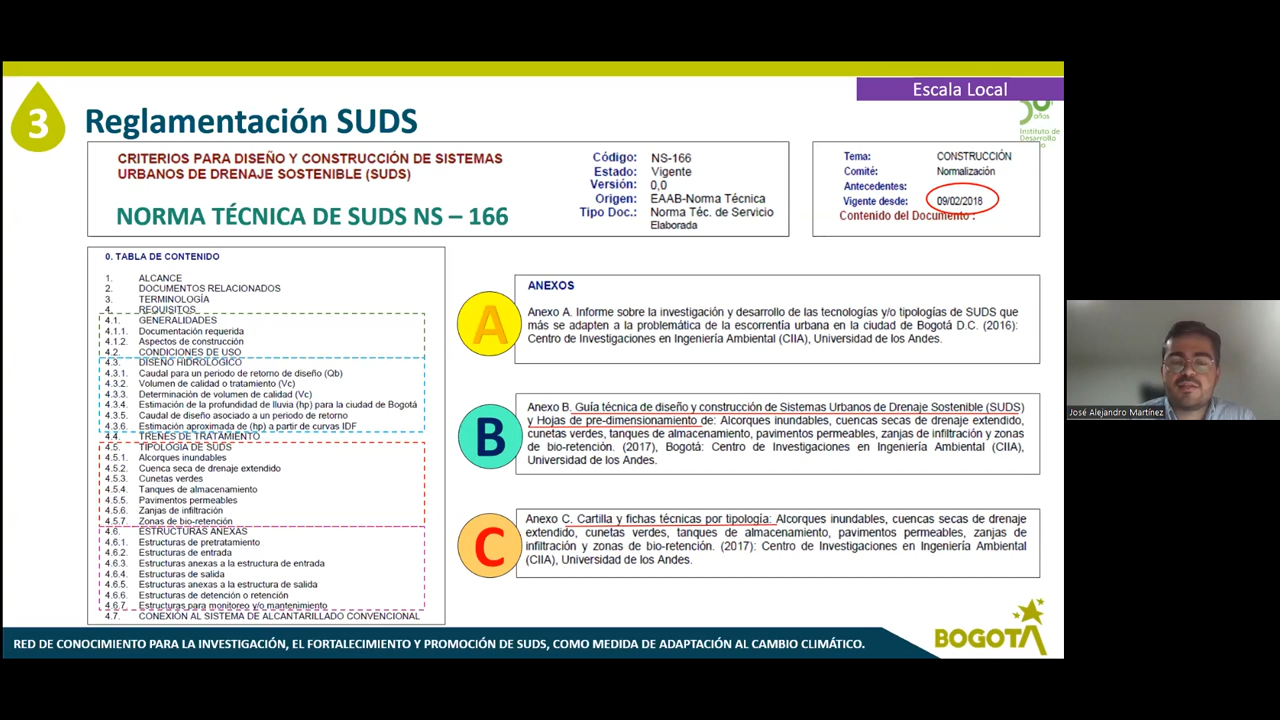 Escala Local
3
Reglamentación SUDS
años
Instituto de
Desarrollo
CRITERIOS PARA DISEÑO Y CONSTRUCCIÓN DE SISTEMAS
URBANOS DE DRENAJE SOSTENIBLE (SUDS)
NORMA TÉCNICA DE SUDS NS – 166
Código: NS-166
Estado: Vigente
Versión: 0,0
Origen: EAAB-Norma Técnica
Tipo Doc.: Norma Téc. de Servicio
Elaborada
Tema: CONSTRUCCIÓN
Comité: Normalización
Antecedentes:
Vigente desde: 09/02/2018
Contenido del Documento :
0. TABLA DE CONTENIDO
1. ALCANCE
2. DOCUMENTOS RELACIONADOS
3. TERMINOLOGÍA
4. REQUISITOS
4.1. GENERALIDADES
4.1.1. Documentación requerida
4.1.2. Aspectos de construcción
4.2. CONDICIONES DE USO
4.3. DISEÑO HIDROLÓGICO
4.3.1. Caudal para un periodo de retorno de diseño (Qb)
4.3.2. Volumen de calidad o tratamiento (Vc)
4.3.3. Determinación de volumen de calidad (Vc)
4.3.4. Estimación de la profundidad de lluvia (hp) para la ciudad de Bogotá
4.3.5. Caudal de diseño asociado a un periodo de retorno
4.3.6. Estimación aproximada de (hp) a partir de curvas IDF
4.4. TRENES DE TRATAMIENTO
4.5. TIPOLOGÍA DE SUDS
4.5.1. Alcorques inundables
4.5.2. Cuenca seca de drenaje extendido
4.5.3. Cunetas verdes
4.5.4. Tanques de almacenamiento
4.5.5. Pavimentos permeables
4.5.6. Zanjas de infiltración
4.5.7. Zonas de bio-retención
4.6. ESTRUCTURAS ANEXAS
4.6.1. Estructuras de pretratamiento
4.6.2. Estructuras de entrada
4.6.3. Estructuras anexas a la estructura de entrada
4.6.4. Estructuras de salida
4.6.5. Estructuras anexas a la estructura de salida
4.6.6. Estructuras de detención o retención
4.6.7. Estructuras para monitoreo y/o mantenimiento
4.7. CONEXIÓN AL SISTEMA DE ALCANTARILLADO CONVENCIONAL
A
ANEXOS
Anexo A. Informe sobre la investigación y desarrollo de las tecnologías y/o tipologías de SUDS que
más se adapten a la problemática de la escorrentía urbana en la ciudad de Bogotá D.C. (2016):
Centro de Investigaciones en Ingeniería Ambiental (CIIA), Universidad de los Andes.
B
Anexo B. Guía técnica de diseño y construcción de Sistemas Urbanos de Drenaje Sostenible (SUDS)
y Hojas de pre-dimensionamiento de: Alcorques inundables, cuencas secas de drenaje extendido,
cunetas verdes, tanques de almacenamiento, pavimentos permeables, zanjas de infiltración y zonas
de bio-retención. (2017), Bogotá: Centro de Investigaciones en Ingeniería Ambiental (CIIA),
Universidad de los Andes.
C
Anexo C. Cartilla y fichas técnicas por tipología: Alcorques inundables, cuencas secas de drenaje
extendido, cunetas verdes, tanques de almacenamiento, pavimentos permeables, zanjas de
infiltración y zonas de bio-retención. (2017): Centro de Investigaciones en Ingeniería Ambiental
(CIIA), Universidad de los Andes.
RED DE CONOCIMIENTO PARA LA INVESTIGACIÓN, EL FORTALECIMIENTO Y PROMOCIÓN DE SUDS, COMO MEDIDA DE ADAPTACIÓN AL CAMBIO CLIMÁTICO.
BOGOTÁ
José Alejandro Martínez